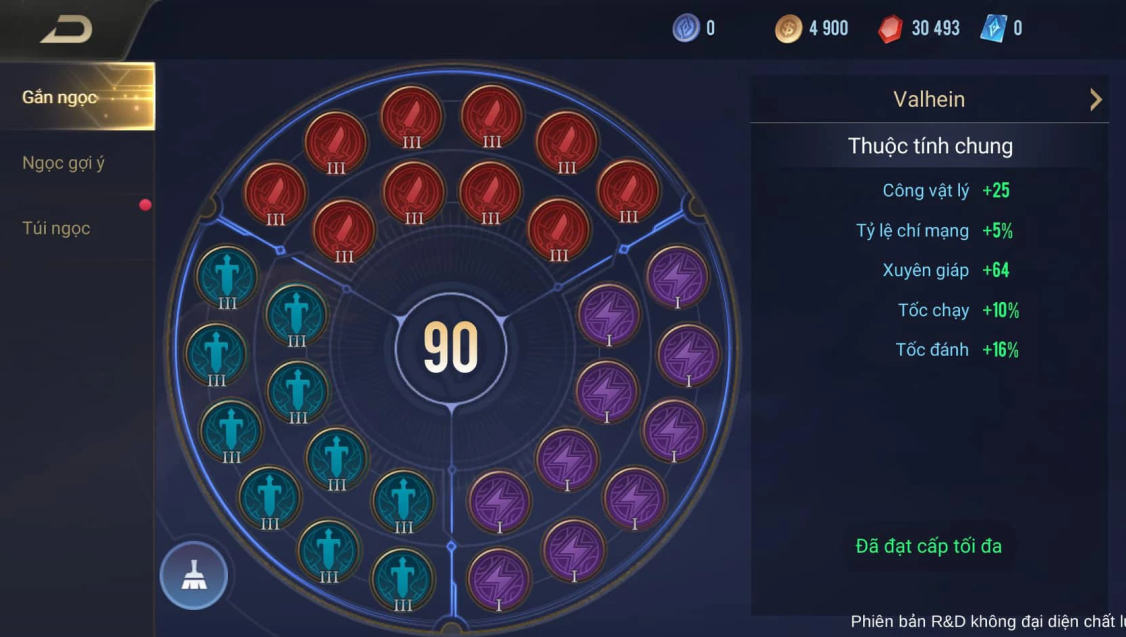 0 4 900 30 493 0
Gắn ngọc
Ngọc gợi ý
Túi ngọc
III III III III
III III III III III III
III III III III III III III III III III
90
I I I I I I I I I I
Valhein
Thuộc tính chung
Công vật lý +25
Tỷ lệ chí mạng +5%
Xuyên giáp +64
Tốc chạy +10%
Tốc đánh +16%
Đã đạt cấp tối đa
Phiên bản R&D không đại diện chất